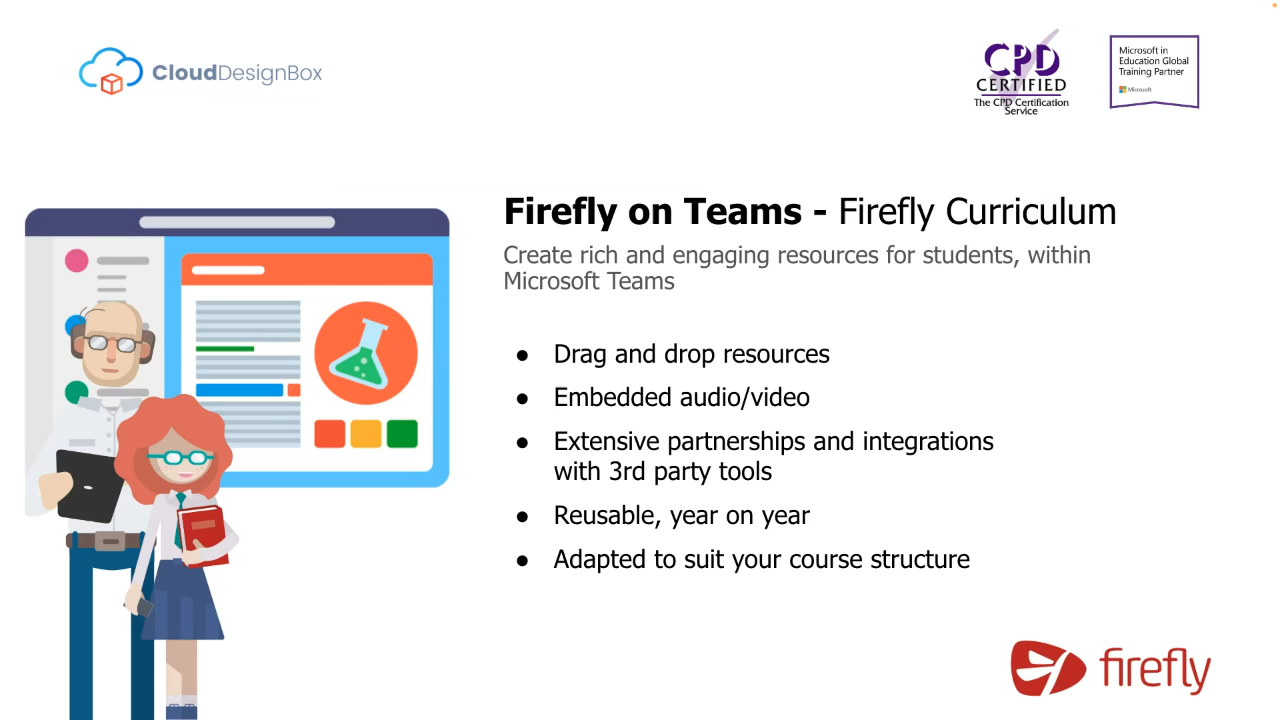 CloudDesignBox
CPD
CERTIFIED
The CPD Certification
Service
Microsoft in
Education Global
Training Partner
Microsoft
Firefly on Teams - Firefly Curriculum
Create rich and engaging resources for students, within
Microsoft Teams
● Drag and drop resources
● Embedded audio/video
● Extensive partnerships and integrations
with 3rd party tools
● Reusable, year on year
● Adapted to suit your course structure
firefly